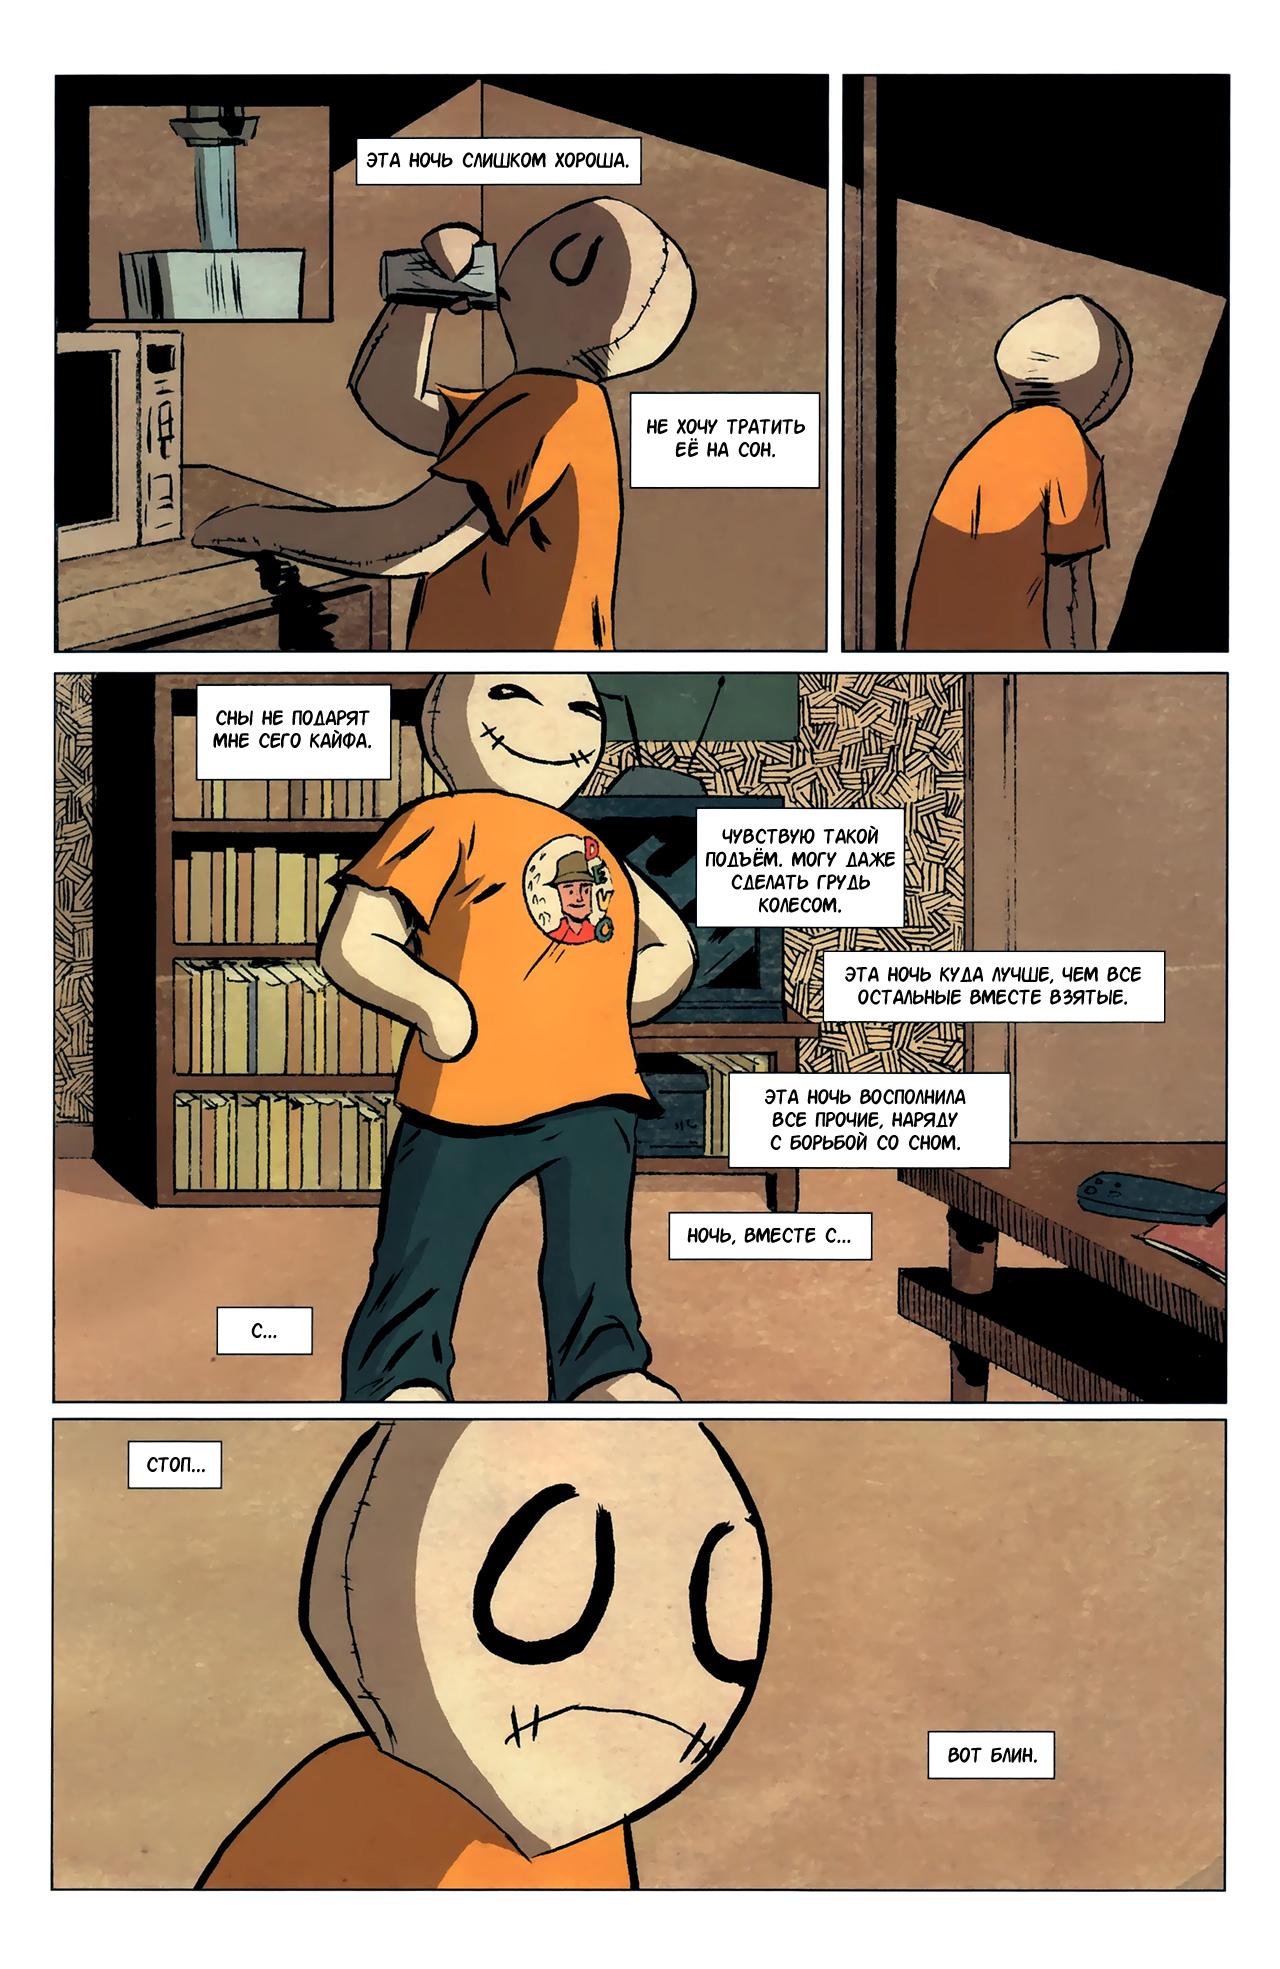 ЭТА НОЧЬ СЛИШКОМ ХОРОША.
НЕ ХОЧУ ТРАТИТЬ
ЕЁ НА СОН.
СНЫ НЕ ПОДАРЯТ
МНЕ СЕГО КАЙФА.
DEVO
ЧУВСТВУЮ ТАКОЙ
ПОДЪЁМ. МОГУ ДАЖЕ
СДЕЛАТЬ ГРУДЬ
КОЛЕСОМ.
ЭТА НОЧЬ КУДА ЛУЧШЕ, ЧЕМ ВСЕ
ОСТАЛЬНЫЕ ВМЕСТЕ ВЗЯТЫЕ.
ЭТА НОЧЬ ВОСПОЛНИЛА
ВСЕ ПРОЧИЕ, НАРЯДУ
С БОРЬБОЙ СО СНОМ.
НОЧЬ, ВМЕСТЕ С...
С...
СТОП...
ВОТ БЛИН.